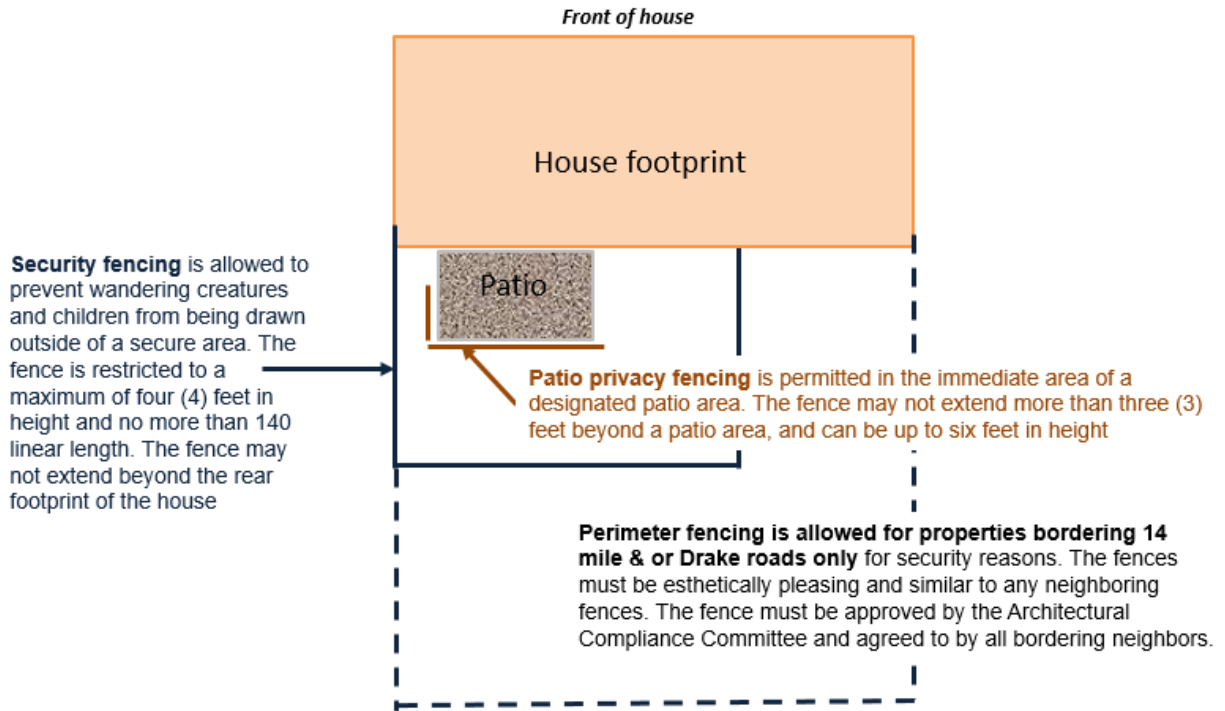 Front of house
House footprint
Patio
Security fencing is allowed to
prevent wandering creatures
and children from being drawn
outside of a secure area. The
fence is restricted to a
maximum of four (4) feet in
height and no more than 140
linear length. The fence may
not extend beyond the rear
footprint of the house
Patio privacy fencing is permitted in the immediate area of a
designated patio area. The fence may not extend more than three (3)
feet beyond a patio area, and can be up to six feet in height
Perimeter fencing is allowed for properties bordering 14
mile & or Drake roads only for security reasons. The fences
must be esthetically pleasing and similar to any neighboring
fences. The fence must be approved by the Architectural
Compliance Committee and agreed to by all bordering neighbors.